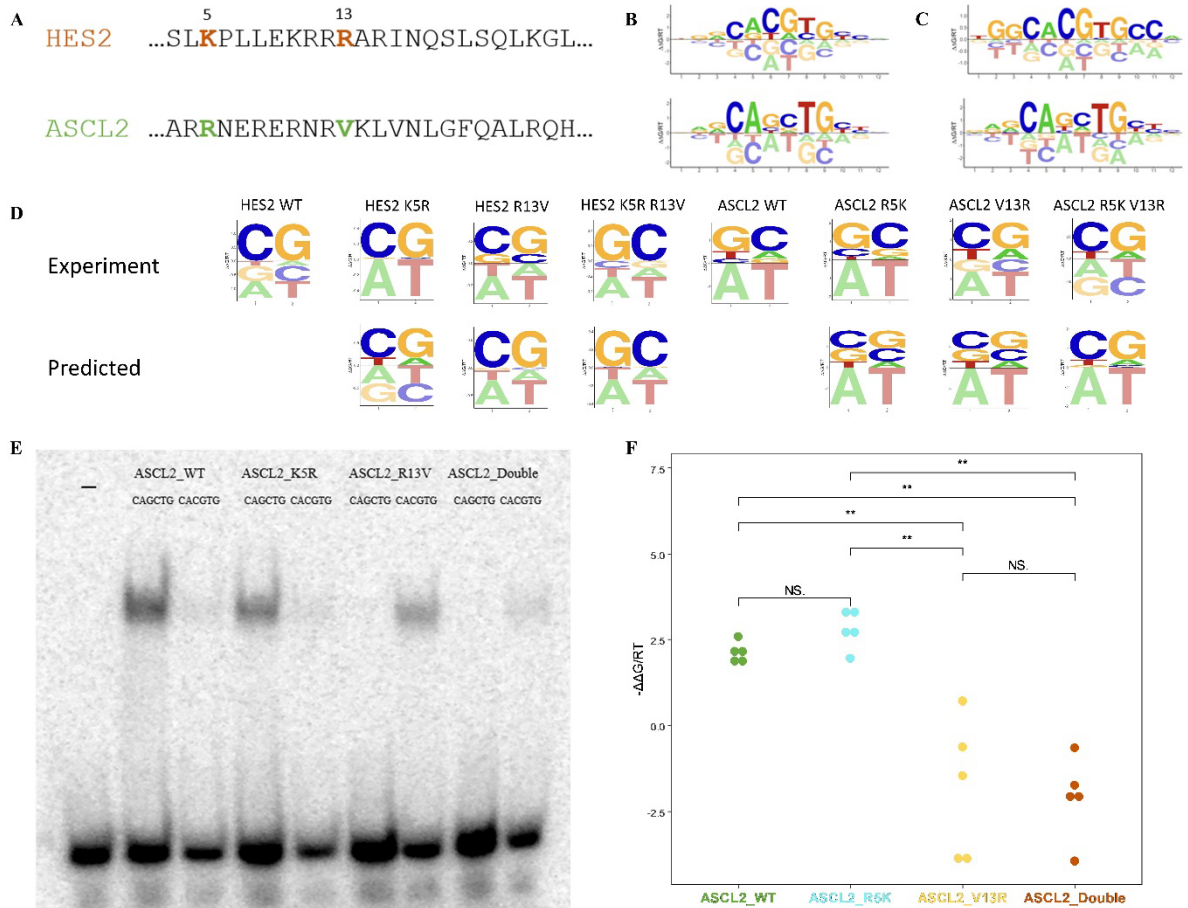 A
5 13
HES2 ...SLKPLLEKRRRARINQSLSQLKGL...
ASCL2 ...ARRNERERNRVKLVNLGFQALRQH...
B
C
D
HES2 WT HES2 K5R HES2 R13V HES2 K5R R13V ASCL2 WT ASCL2 R5K ASCL2 V13R ASCL2 R5K V13R
Experiment
Predicted
E
– ASCL2_WT ASCL2_K5R ASCL2_R13V ASCL2_Double
CAGCTG CACGTG CAGCTG CACGTG CAGCTG CACGTG CAGCTG CACGTG
F
7.5
**
**
**
5.0
**
NS.
NS.
2.5
-ΔΔG/RT
0.0
-2.5
ASCL2_WT ASCL2_R5K ASCL2_V13R ASCL2_Double